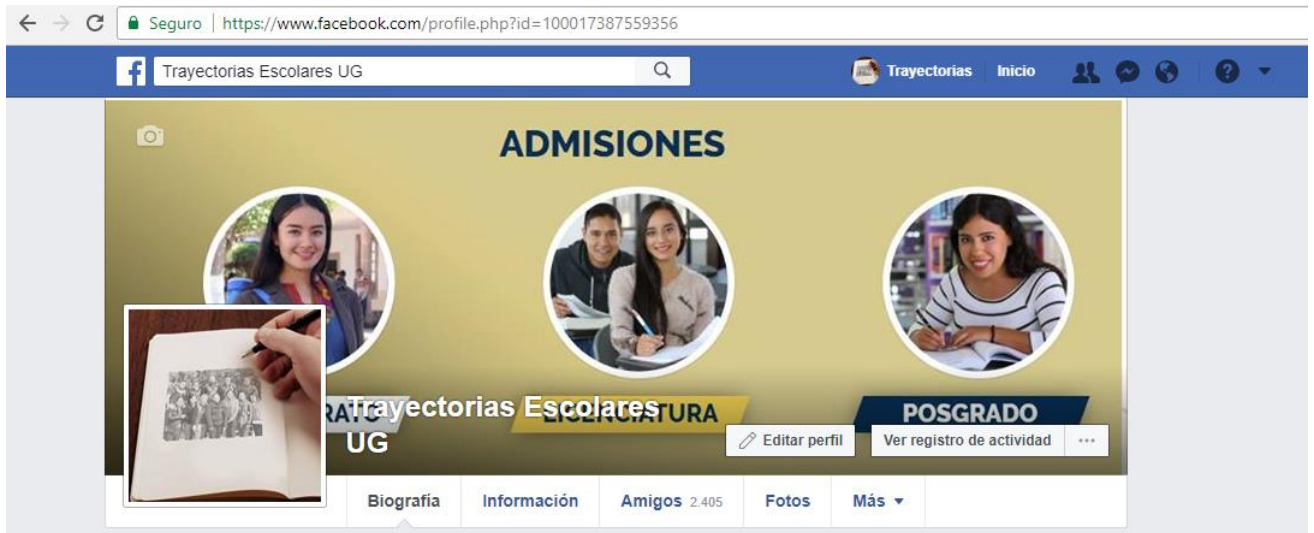 Seguro | https://www.facebook.com/profile.php?id=100017387559356
Trayectorias Escolares UG
Trayectorias Inicio
ADMISIONES
LICENCIATURA
POSGRADO
Trayectorias Escolares
UG
Editar perfil
Ver registro de actividad
Biografía Información Amigos 2.405 Fotos Más